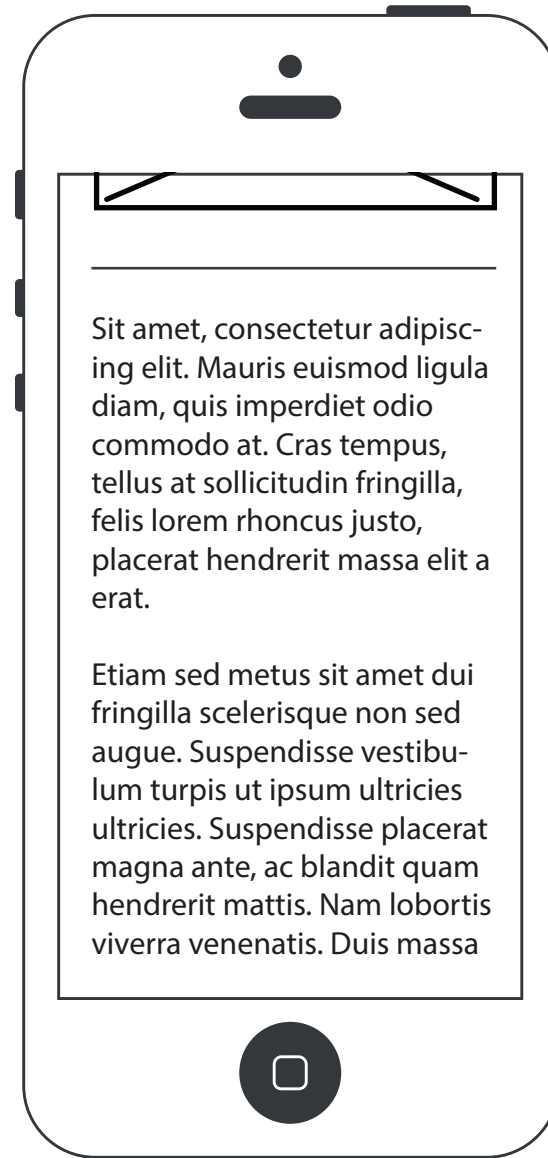 Sit amet, consectetur adipisc-
ing elit. Mauris euismod ligula
diam, quis imperdiet odio
commodo at. Cras tempus,
tellus at sollicitudin fringilla,
felis lorem rhoncus justo,
placerat hendrerit massa elit a
erat.
Etiam sed metus sit amet dui
fringilla scelerisque non sed
augue. Suspendisse vestibu-
lum turpis ut ipsum ultricies
ultricies. Suspendisse placerat
magna ante, ac blandit quam
hendrerit mattis. Nam lobortis
viverra venenatis. Duis massa